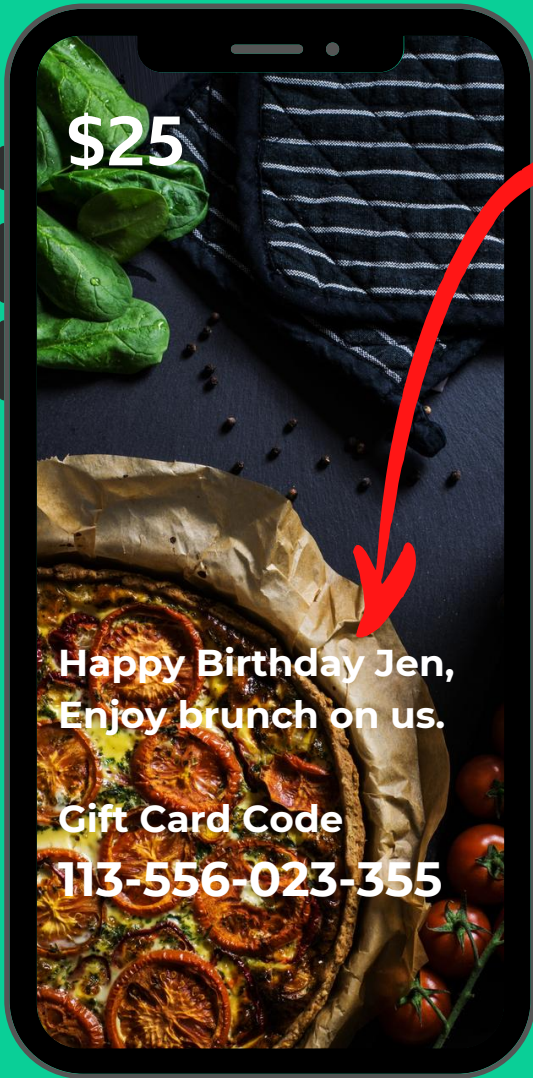 $25
Happy Birthday Jen,
Enjoy brunch on us.
Gift Card Code
113-556-023-355